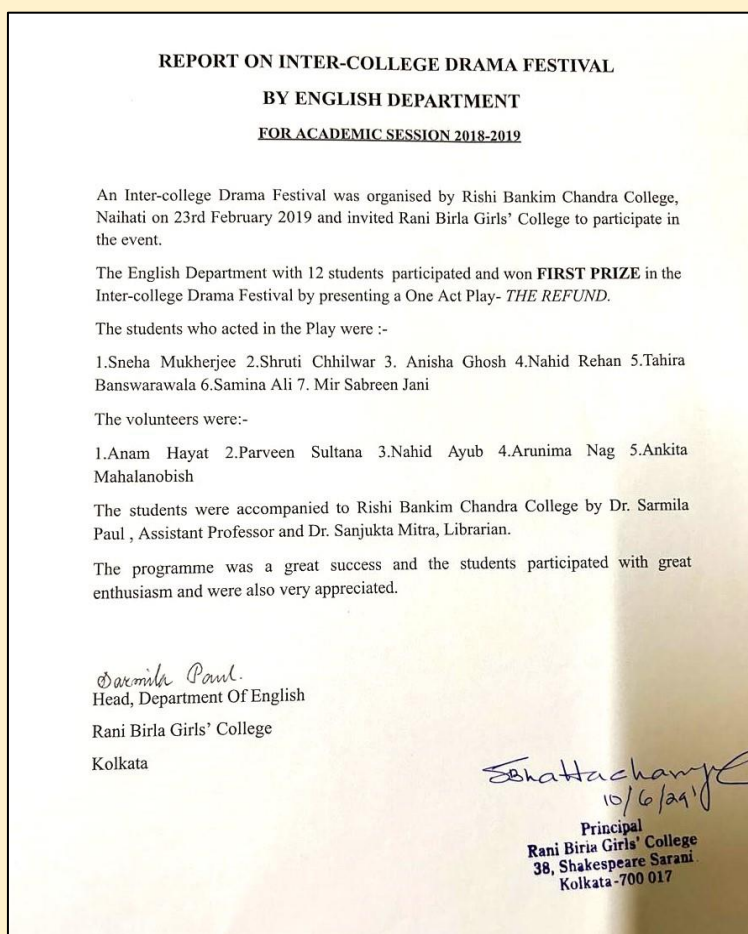 REPORT ON INTER-COLLEGE DRAMA FESTIVAL
BY ENGLISH DEPARTMENT
FOR ACADEMIC SESSION 2018-2019
An Inter-college Drama Festival was organised by Rishi Bankim Chandra College,
Naihati on 23rd February 2019 and invited Rani Birla Girls' College to participate in
the event.
The English Department with 12 students participated and won FIRST PRIZE in the
Inter-college Drama Festival by presenting a One Act Play- THE REFUND.
The students who acted in the Play were :-
1.Sneha Mukherjee 2.Shruti Chhilwar 3. Anisha Ghosh 4.Nahid Rehan 5.Tahira
Banswarawala 6.Samina Ali 7. Mir Sabreen Jani
The volunteers were:-
1.Anam Hayat 2.Parveen Sultana 3.Nahid Ayub 4.Arunima Nag 5.Ankita
Mahalanobish
The students were accompanied to Rishi Bankim Chandra College by Dr. Sarmila
Paul , Assistant Professor and Dr. Sanjukta Mitra, Librarian.
The programme was a great success and the students participated with great
enthusiasm and were also very appreciated.
Sarmila Paul.
Head, Department Of English
Rani Birla Girls' College
Kolkata
SBhattacharya
10/6/24
Principal
Rani Birla Girls' College
38, Shakespeare Sarani
Kolkata-700 017